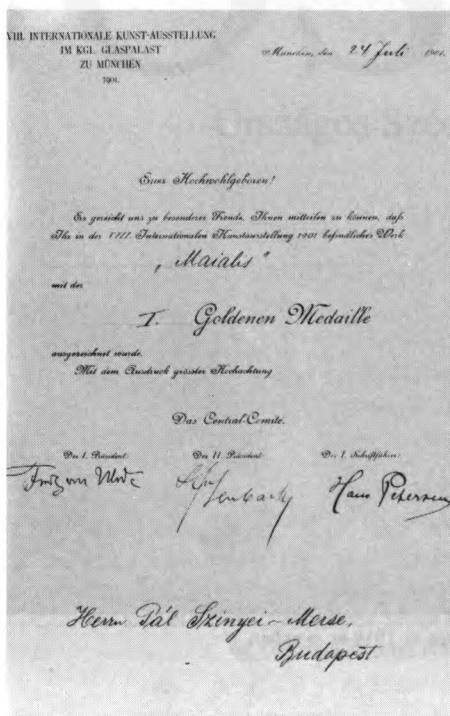 VIII. INTERNATIONALE KUNST-AUSSTELLUNG
IM KGL. GLASPALAST
ZU MÜNCHEN
1901.
München, den 24 Juli 1901.
Euer Hochwohlgeboren!
Es gereicht uns zu besonderer Freude, Ihnen mitteilen zu können, daß
Ihr in der VIII. Internationalen Kunstausstellung 1901 befindliches Werk
„Maialis"
mit der
I. Goldenen Medaille
ausgezeichnet wurde.
Mit dem Ausdruck grösster Hochachtung
Das Central-Comité.
Der I. Präsident: Der II. Präsident: Der I. Schriftführer:
Fritz von Uhde Lenbach Hans Petersen
Herrn Pál Szinyei-Merse,
Budapest